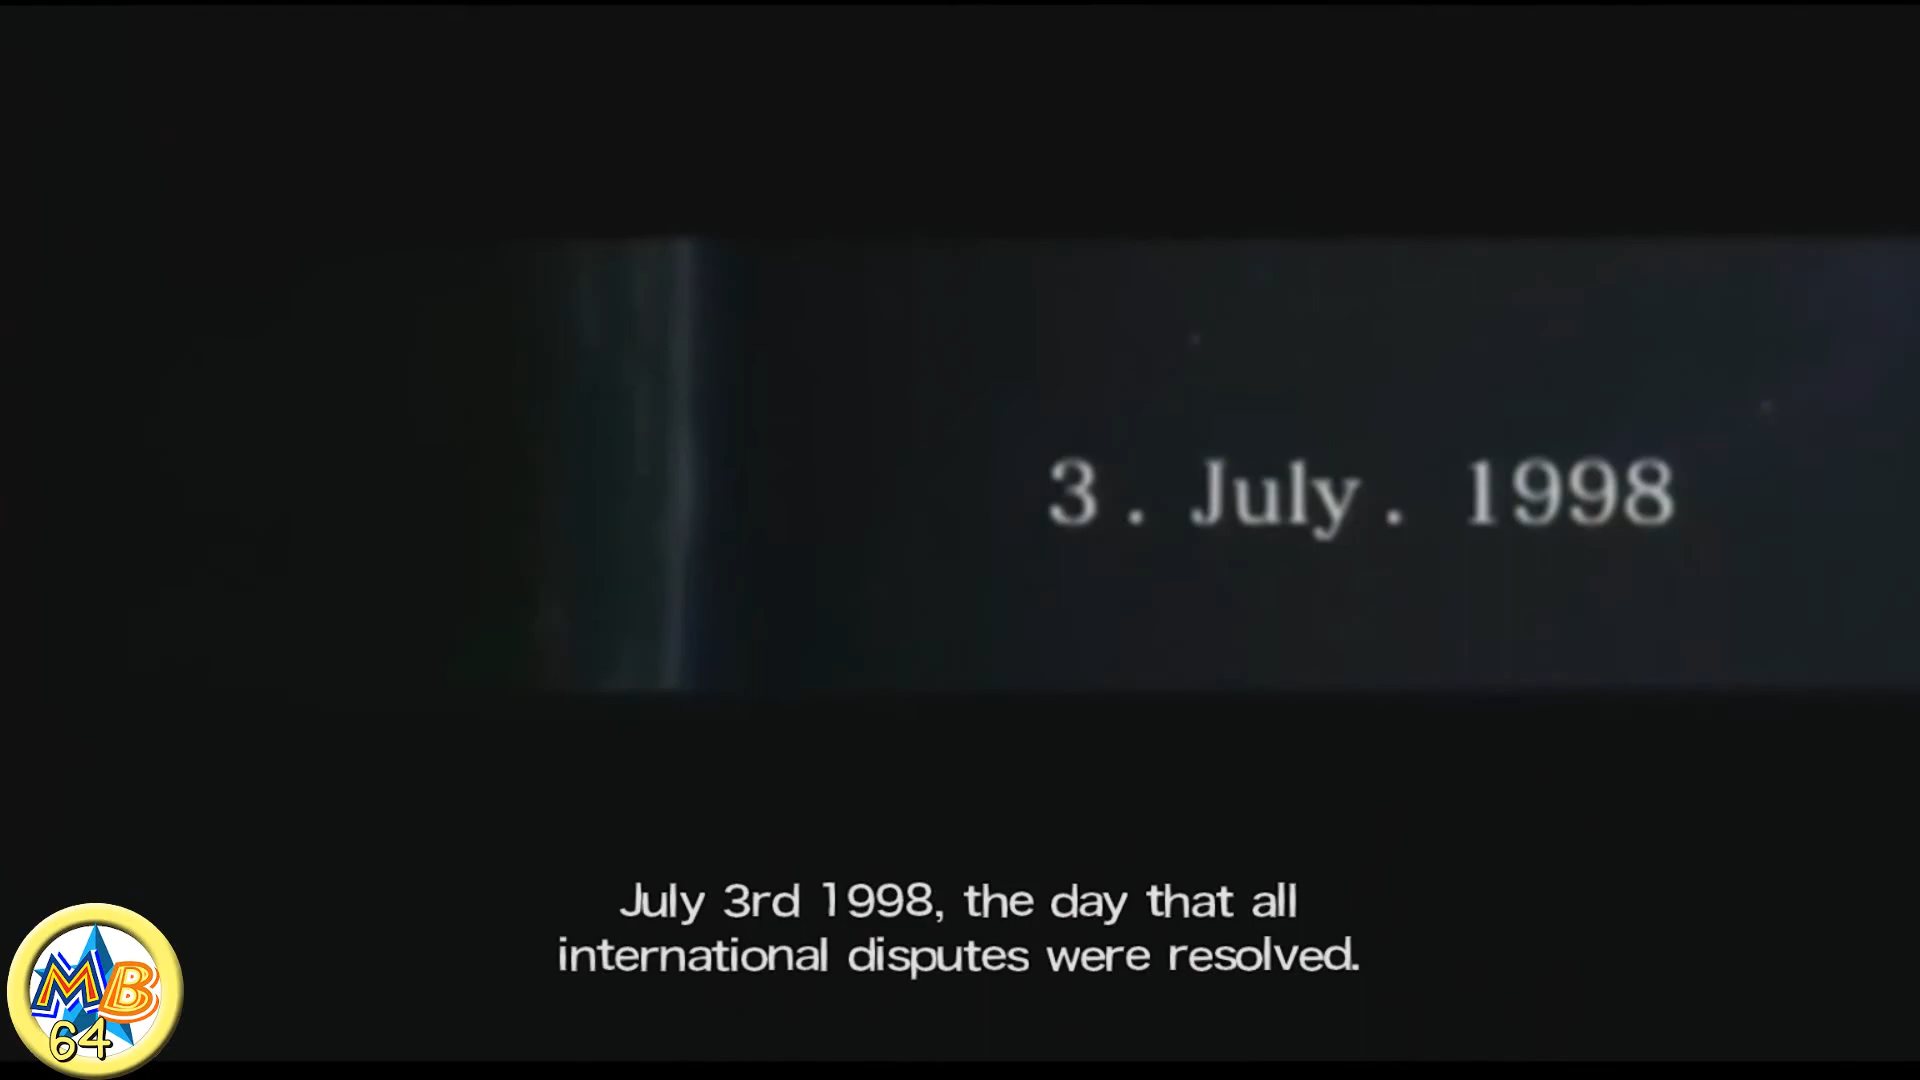 3 . July . 1998
July 3rd 1998, the day that all
international disputes were resolved.
MB
64